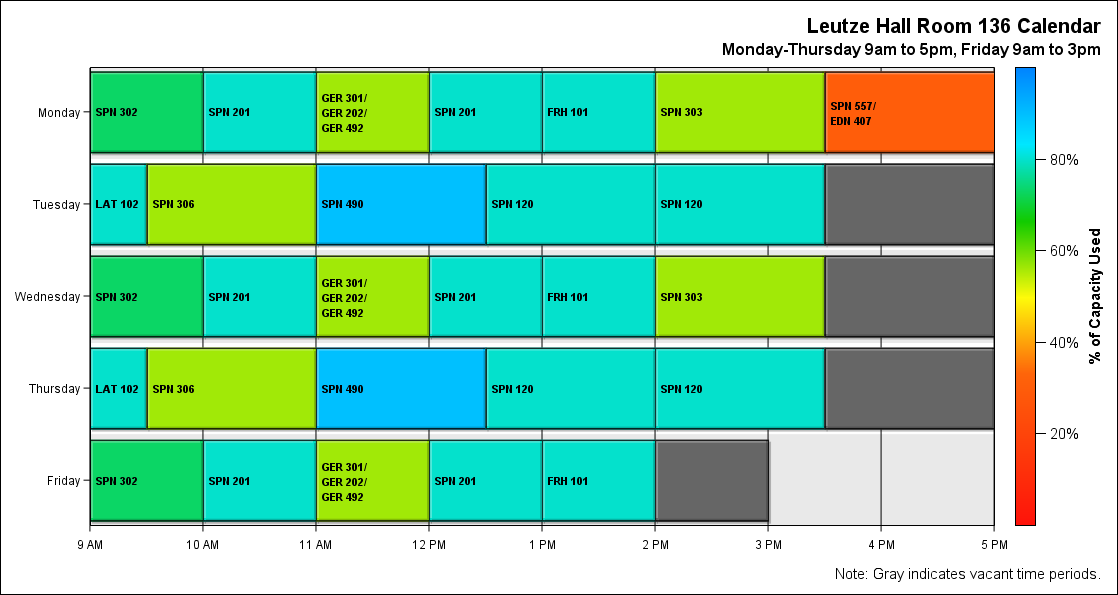 Leutze Hall Room 136 Calendar
Monday-Thursday 9am to 5pm, Friday 9am to 3pm
Monday
SPN 302
SPN 201
GER 301/
GER 202/
GER 492
SPN 201
FRH 101
SPN 303
SPN 557/
EDN 407
Tuesday
LAT 102
SPN 306
SPN 490
SPN 120
SPN 120
Wednesday
SPN 302
SPN 201
GER 301/
GER 202/
GER 492
SPN 201
FRH 101
SPN 303
Thursday
LAT 102
SPN 306
SPN 490
SPN 120
SPN 120
Friday
SPN 302
SPN 201
GER 301/
GER 202/
GER 492
SPN 201
FRH 101
9 AM
10 AM
11 AM
12 PM
1 PM
2 PM
3 PM
4 PM
5 PM
80%
60%
40%
20%
% of Capacity Used
Note: Gray indicates vacant time periods.